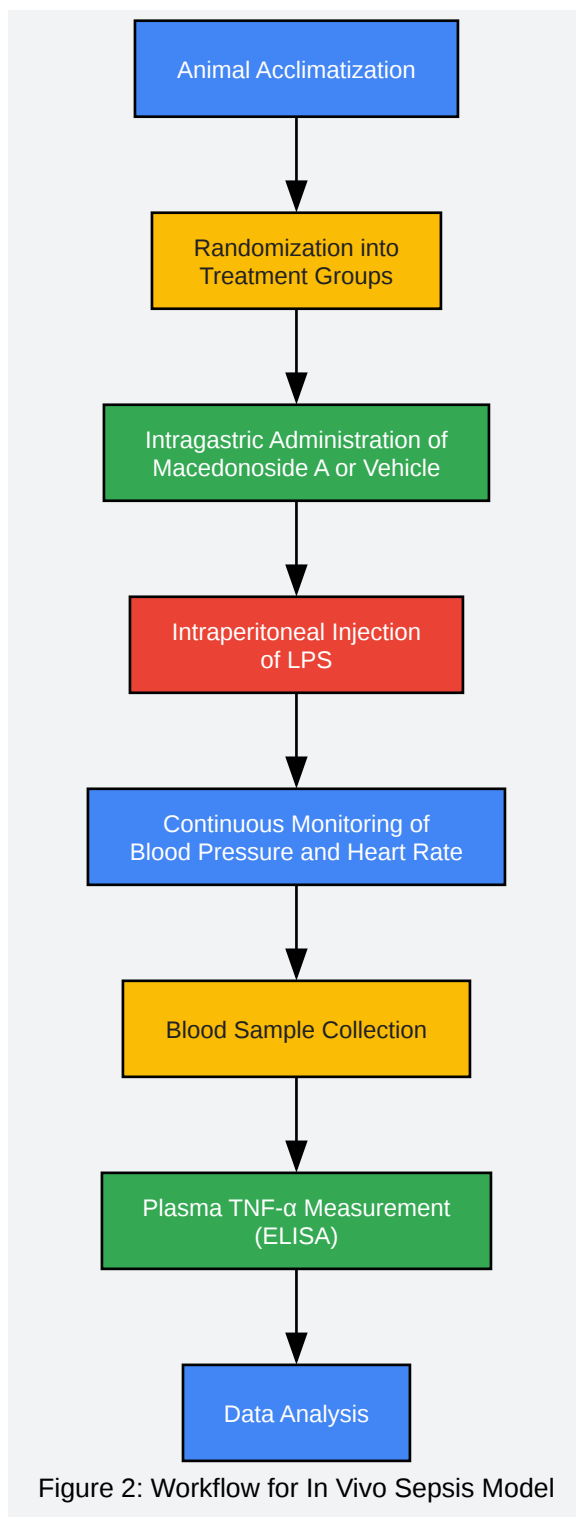 Animal Acclimatization
Randomization into
Treatment Groups
Intragastric Administration of
Macedonoside A or Vehicle
Intraperitoneal Injection
of LPS
Continuous Monitoring of
Blood Pressure and Heart Rate
Blood Sample Collection
Plasma TNF-α Measurement
(ELISA)
Data Analysis
Figure 2: Workflow for In Vivo Sepsis Model